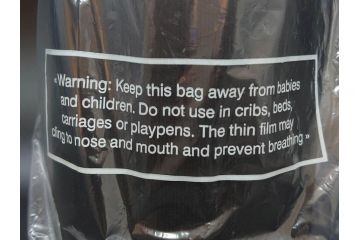 «Warning: Keep this bag away from babies
and children. Do not use in cribs, beds,
carriages or playpens. The thin film may
cling to nose and mouth and prevent breathing»